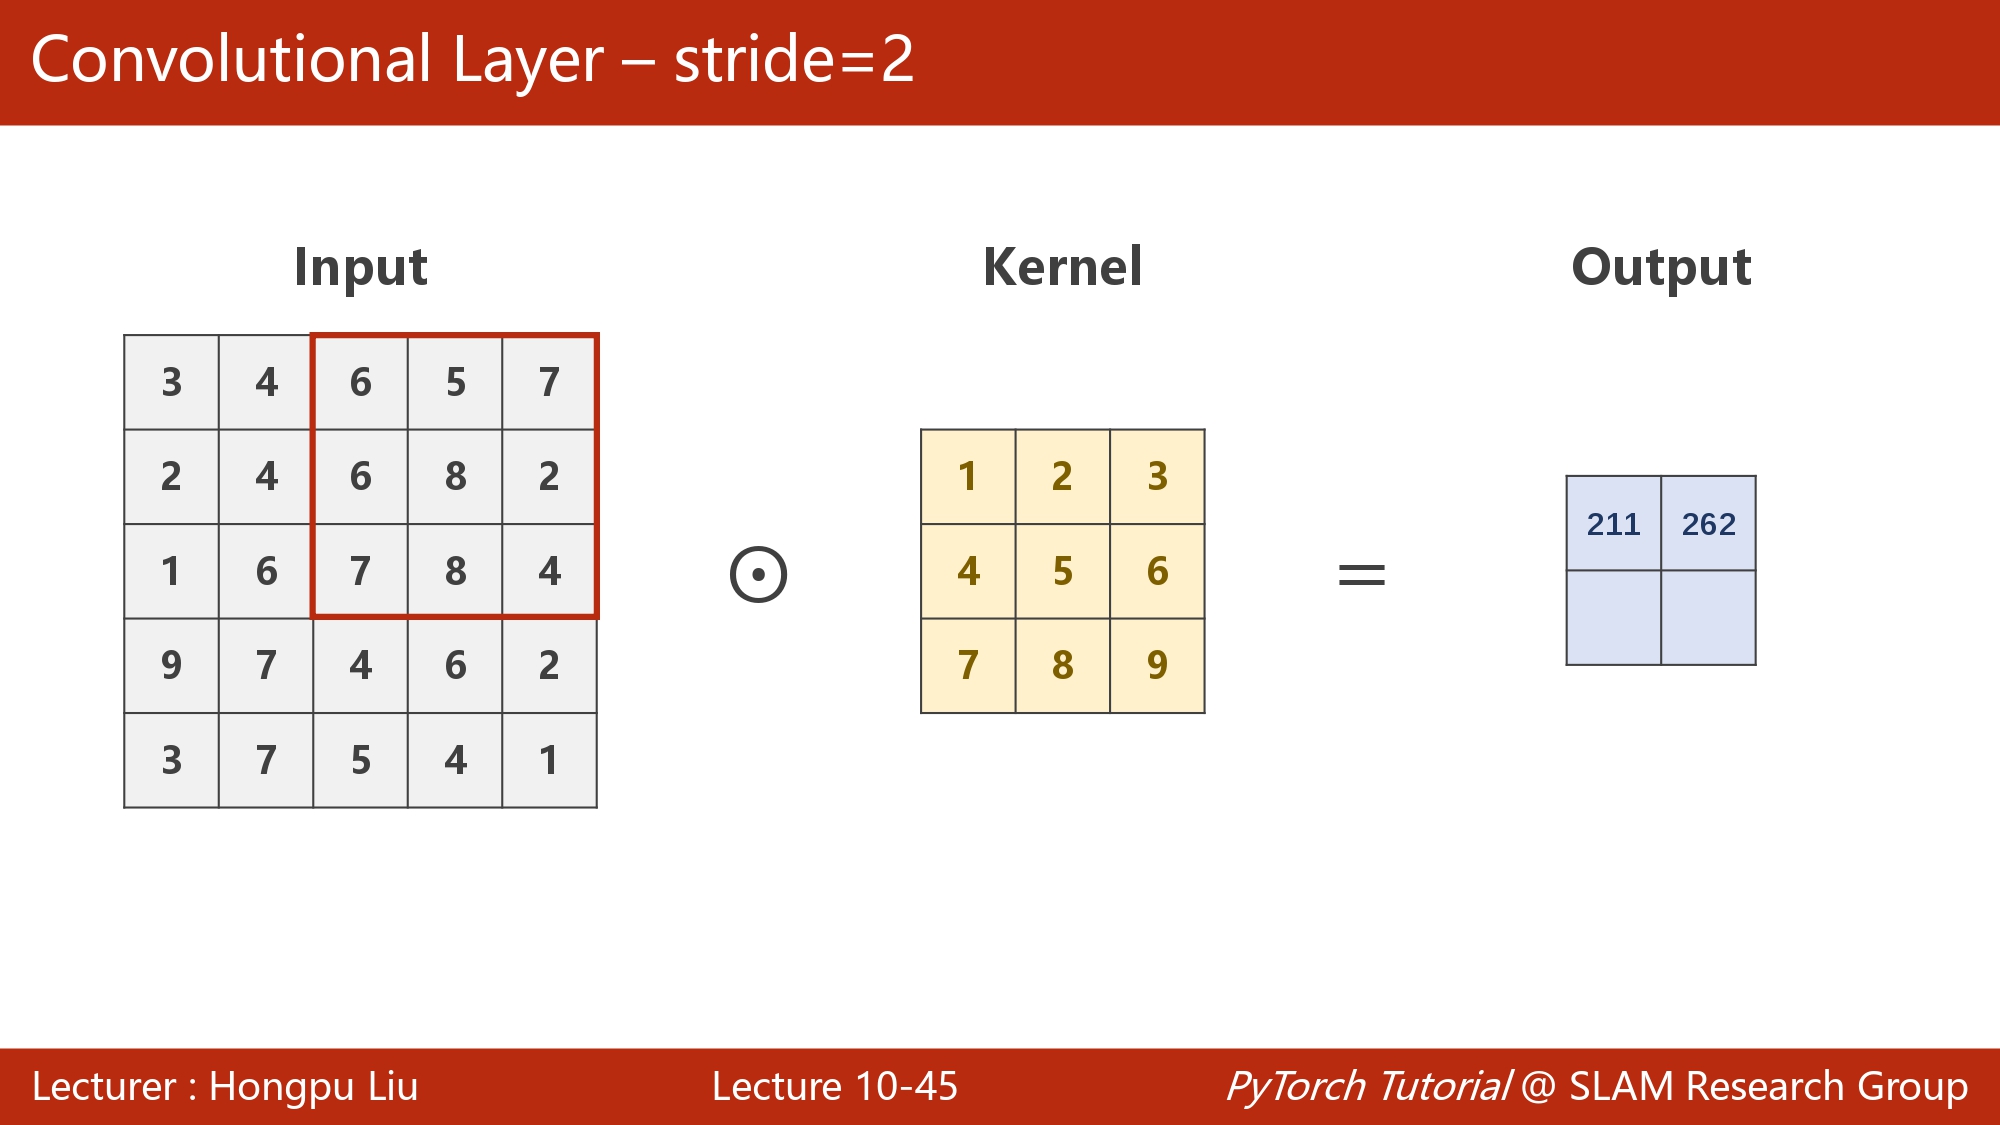 Convolutional Layer – stride=2
Input
Kernel
Output
3 4 6 5 7
2 4 6 8 2
1 6 7 8 4
9 7 4 6 2
3 7 5 4 1
⊙
1 2 3
4 5 6
7 8 9
=
211 262
Lecturer : Hongpu Liu
Lecture 10-45
PyTorch Tutorial @ SLAM Research Group